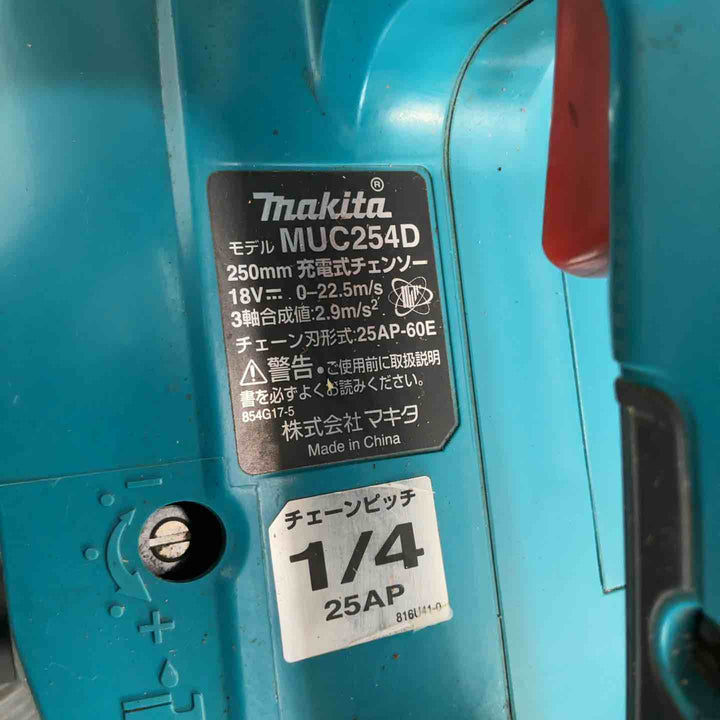 makita®
モデル MUC254D
250mm 充電式チェンソー
18V⎓ 0–22.5m/s
3軸合成値:2.9m/s²
チェーン刃形式:25AP-60E
⚠警告・ご使用前に取扱説明
書を必ずよくお読みください。
854G17-5
株式会社 マキタ
Made in China
チェーンピッチ
1/4
25AP
816U41-0